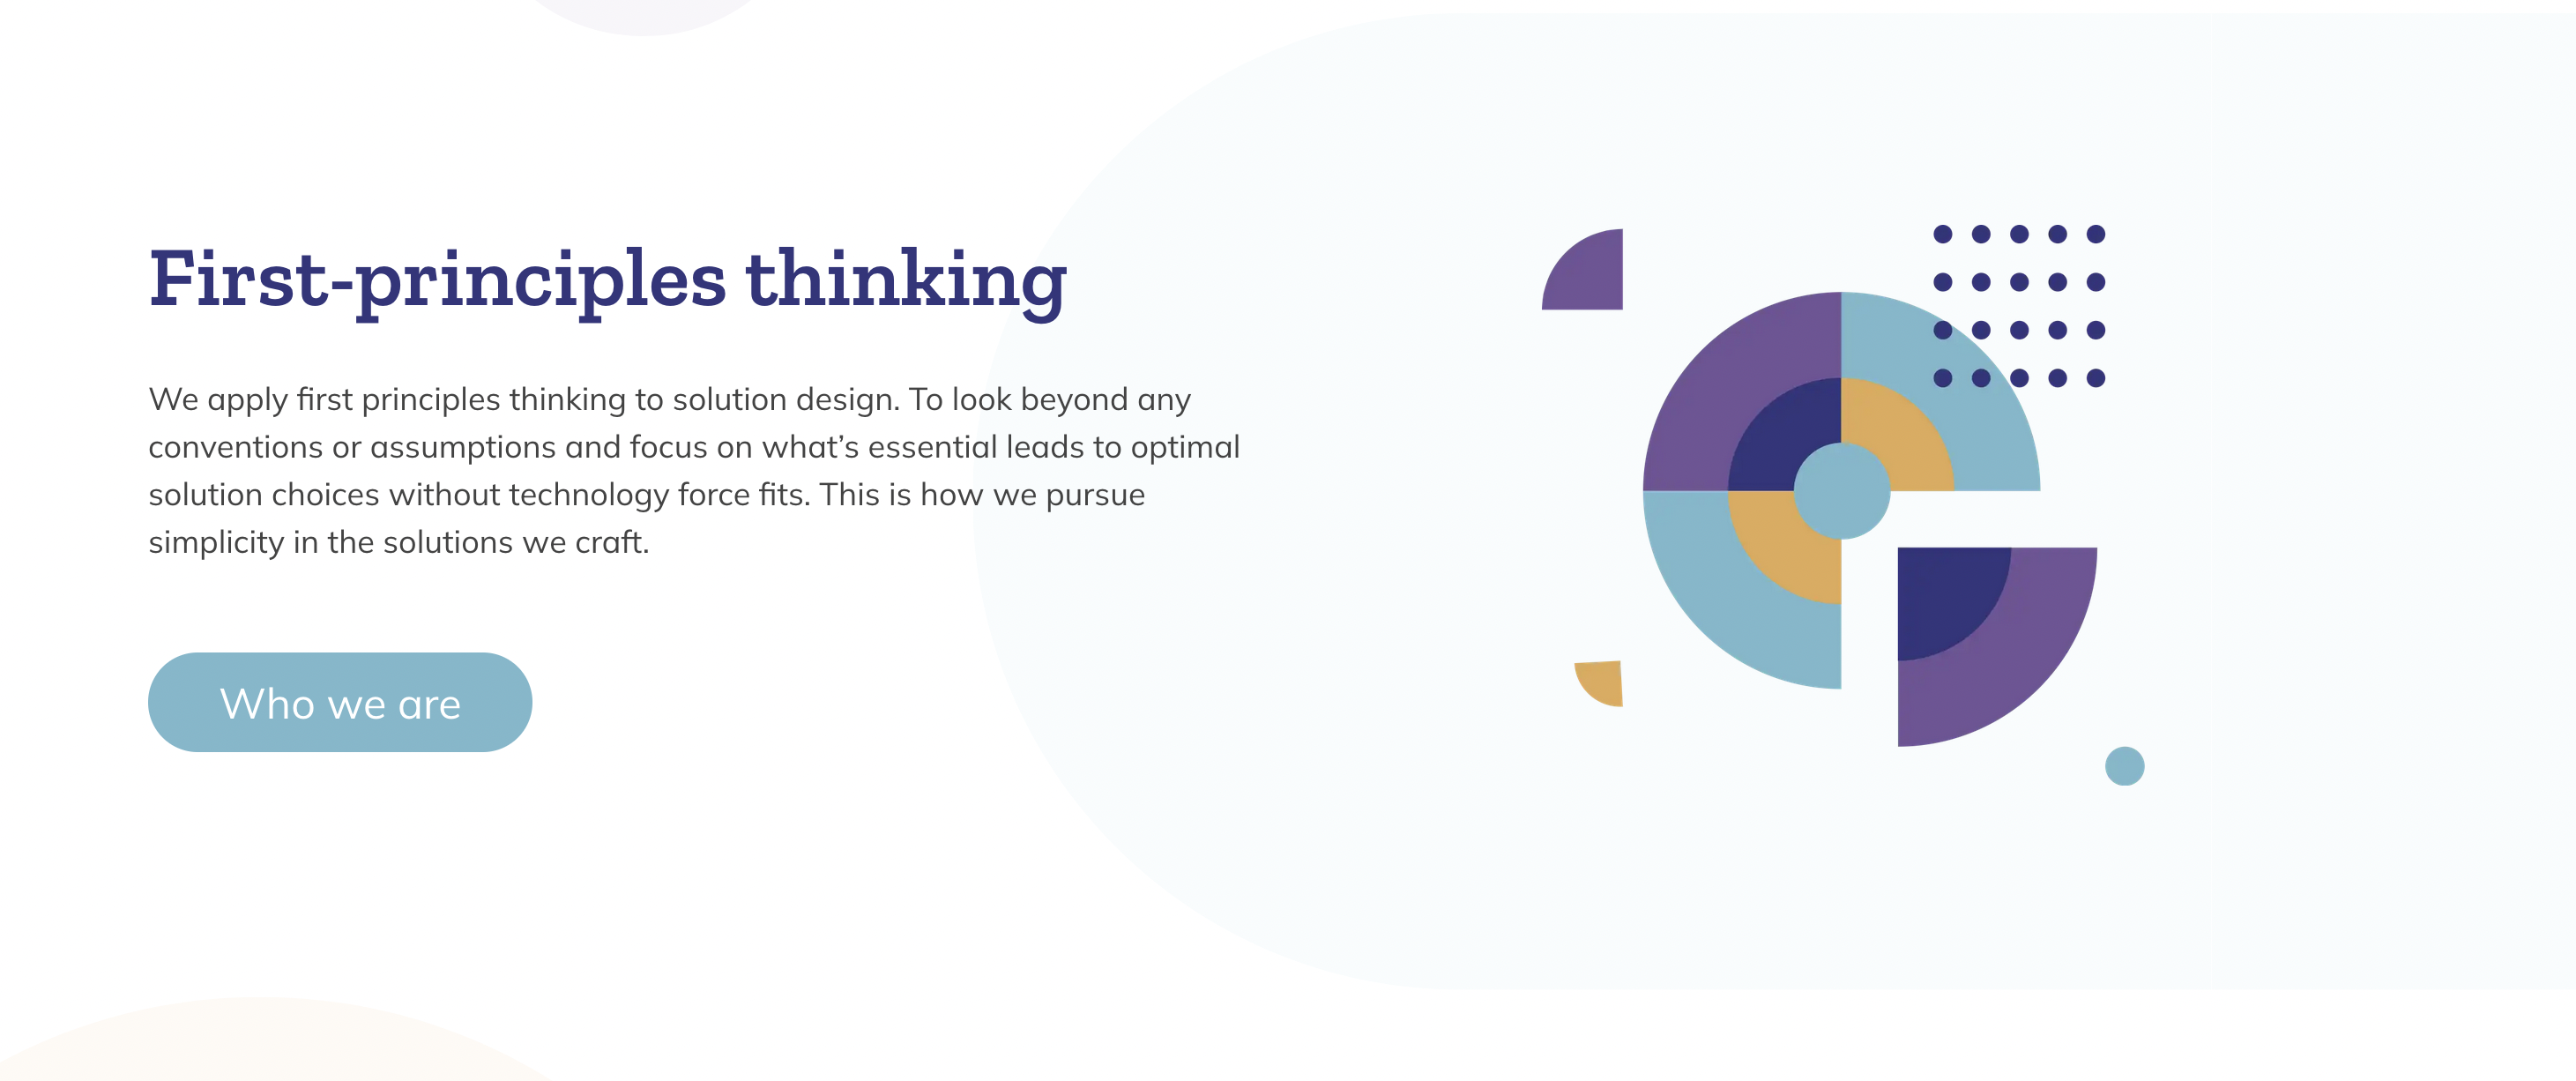 First-principles thinking
We apply first principles thinking to solution design. To look beyond any
conventions or assumptions and focus on what’s essential leads to optimal
solution choices without technology force fits. This is how we pursue
simplicity in the solutions we craft.
Who we are